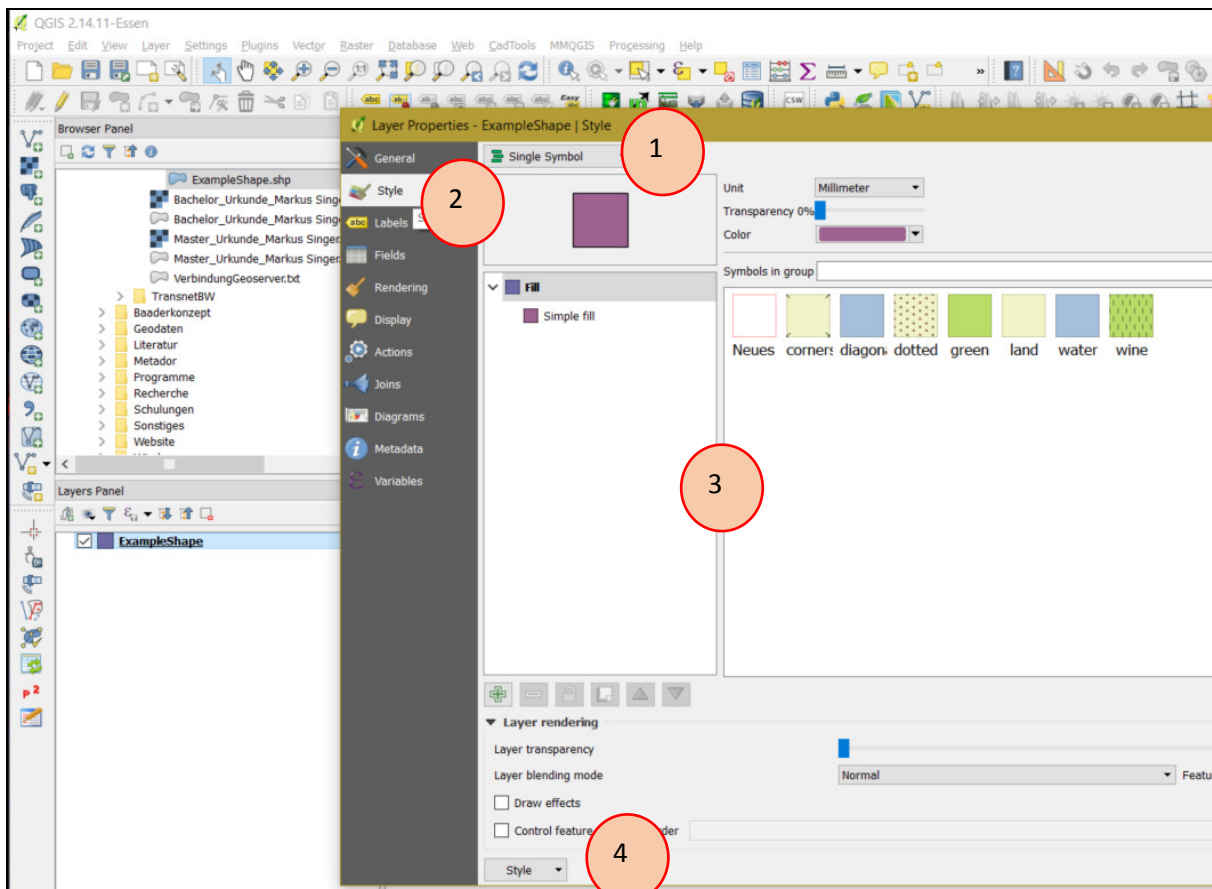 QGIS 2.14.11-Essen
Project Edit View Layer Settings Plugins Vector Raster Database Web CadTools MMQGIS Processing Help
Browser Panel
ExampleShape.shp
Bachelor_Urkunde_Markus Sing
Bachelor_Urkunde_Markus Sing
Master_Urkunde_Markus Singer
Master_Urkunde_Markus Singer
VerbindungGeoserver.txt
TransnetBW
Baaderkonzept
Geodaten
Literatur
Metador
Programme
Recherche
Schulungen
Sonstiges
Website
Layers Panel
ExampleShape
Layer Properties - ExampleShape | Style
General
Style
Labels
Fields
Rendering
Display
Actions
Joins
Diagrams
Metadata
Variables
Single Symbol
1
2
Unit Millimeter
Transparency 0%
Color
Symbols in group
Fill
Simple fill
Neues corners diagon dotted green land water wine
3
Layer rendering
Layer transparency
Layer blending mode Normal Featu
Draw effects
Control feature
Style
4